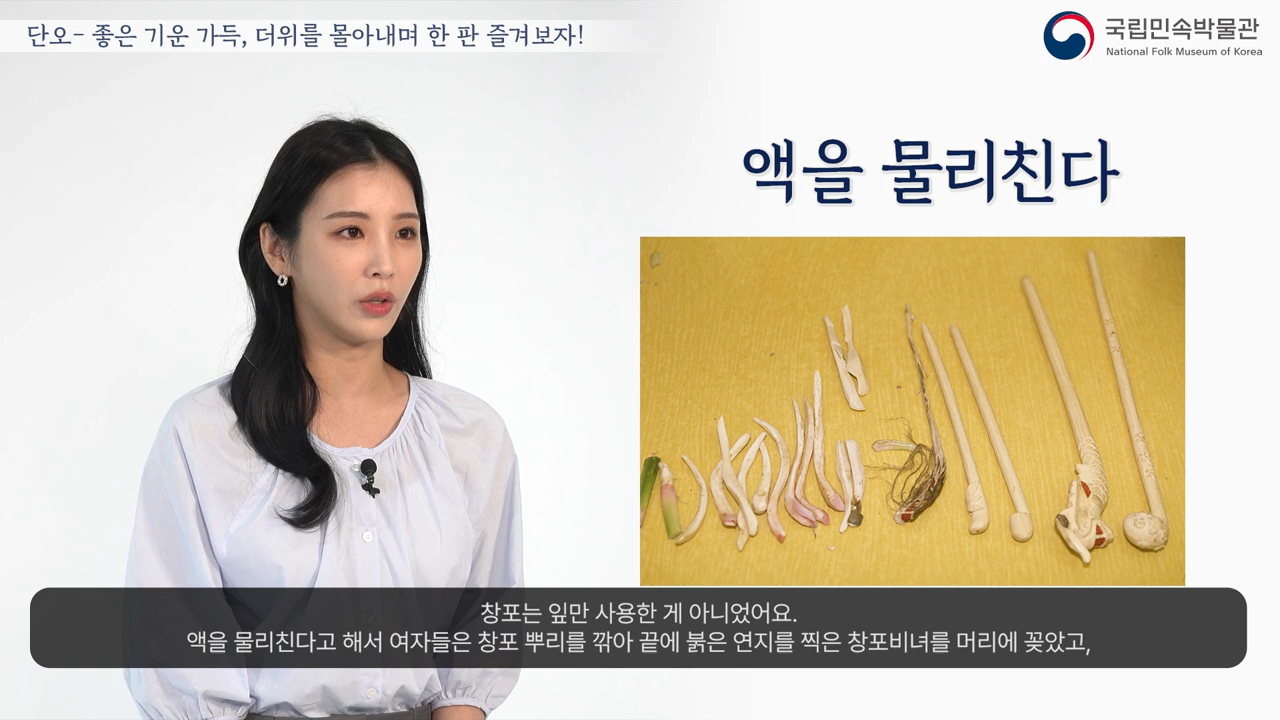 단오- 좋은 기운 가득, 더위를 몰아내며 한 판 즐겨보자!
국립민속박물관
National Folk Museum of Korea
액을 물리친다
창포는 잎만 사용한 게 아니었어요.
액을 물리친다고 해서 여자들은 창포 뿌리를 깎아 끝에 붉은 연지를 찍은 창포비녀를 머리에 꽂았고,